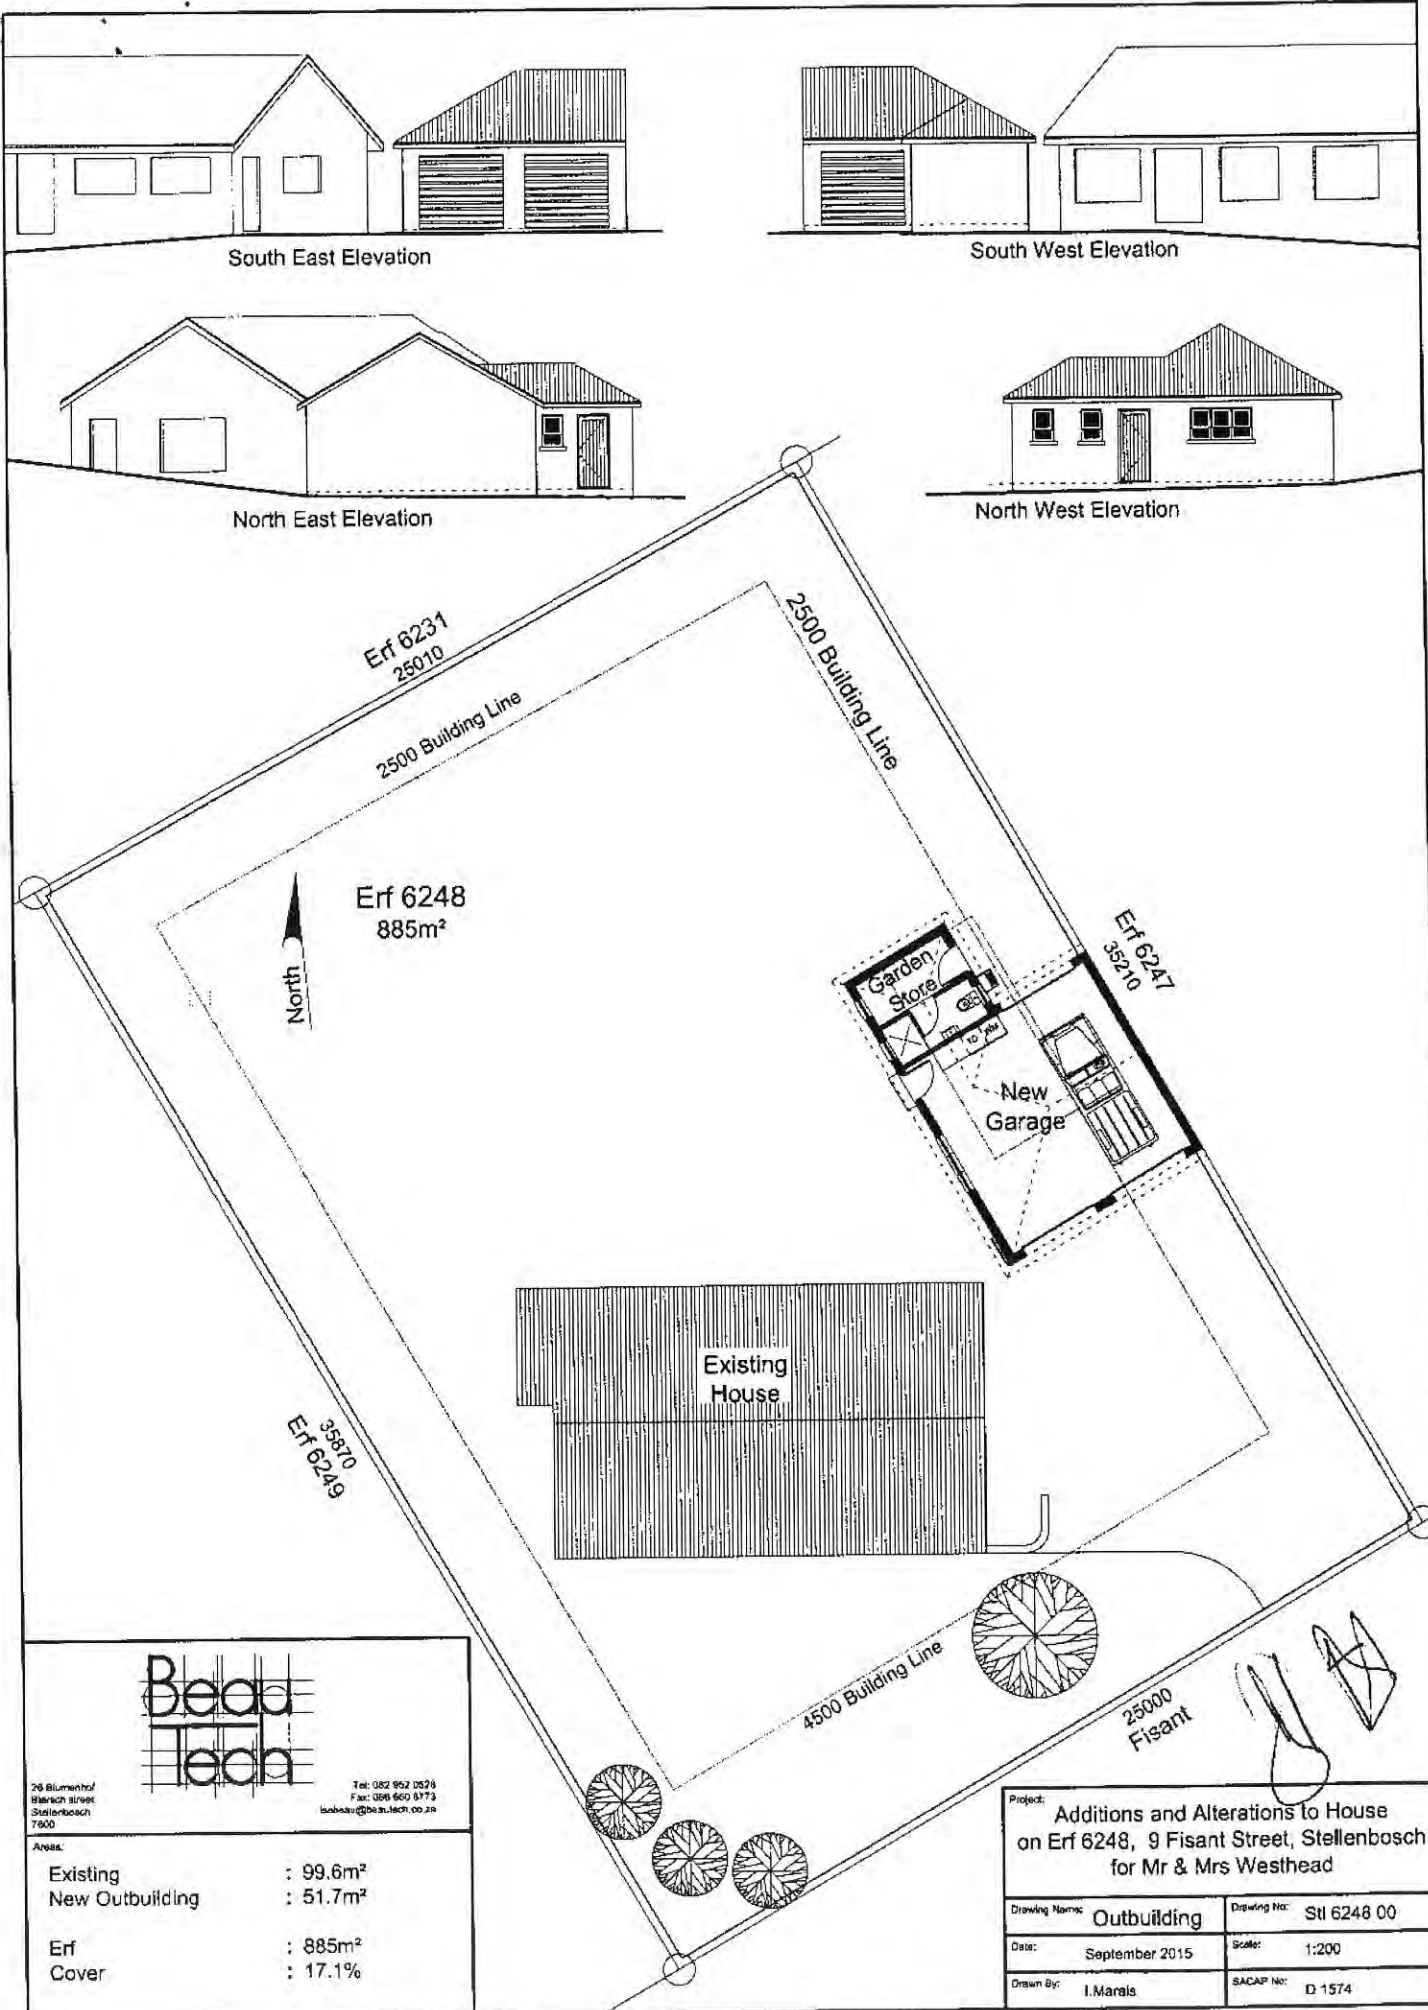 South East Elevation
South West Elevation
North East Elevation
North West Elevation
Erf 6231
25010
2500 Building Line
2500 Building Line
Erf 6248
885m²
North
Erf 6247
35210
Garden
Store
New
Garage
Existing
House
35870
Erf 6249
4500 Building Line
25000
Fisant
Beau
Tech
26 Blumenhof
Stellenbosch
7600
Tel: 082 952 0528
Areas:
Existing : 99.6m²
New Outbuilding : 51.7m²
Erf : 885m²
Cover : 17.1%
Project:
Additions and Alterations to House
on Erf 6248, 9 Fisant Street, Stellenbosch
for Mr & Mrs Westhead
Drawing Name: Outbuilding
Drawing No: Stl 6248 00
Date: September 2015
Scale: 1:200
Drawn By: I.Marais
SACAP No: D 1574